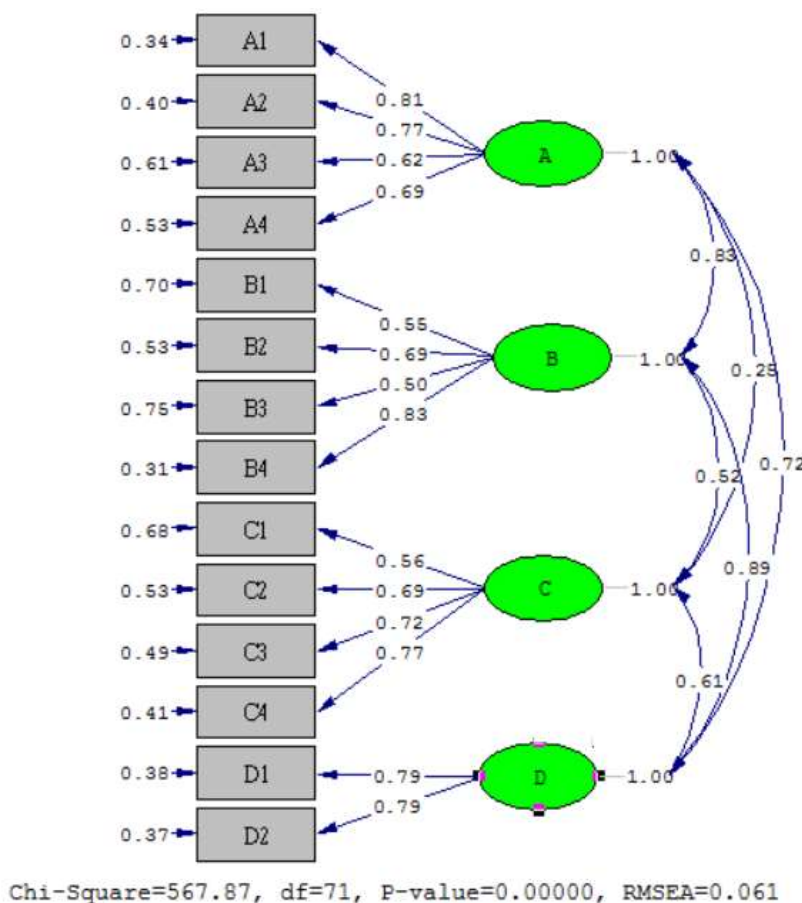 0.34 A1
0.81
0.40 A2
0.77
A 1.00
0.61 A3
0.62
0.69
0.53 A4
0.83
0.70 B1
0.55
0.53 B2
0.69
B 1.00
0.25
0.50
0.75 B3
0.83
0.72
0.31 B4
0.52
0.68 C1
0.56
0.89
0.53 C2
0.69
C 1.00
0.72
0.49 C3
0.77
0.61
0.41 C4
0.38 D1
0.79
D 1.00
0.79
0.37 D2
Chi-Square=567.87, df=71, P-value=0.00000, RMSEA=0.061